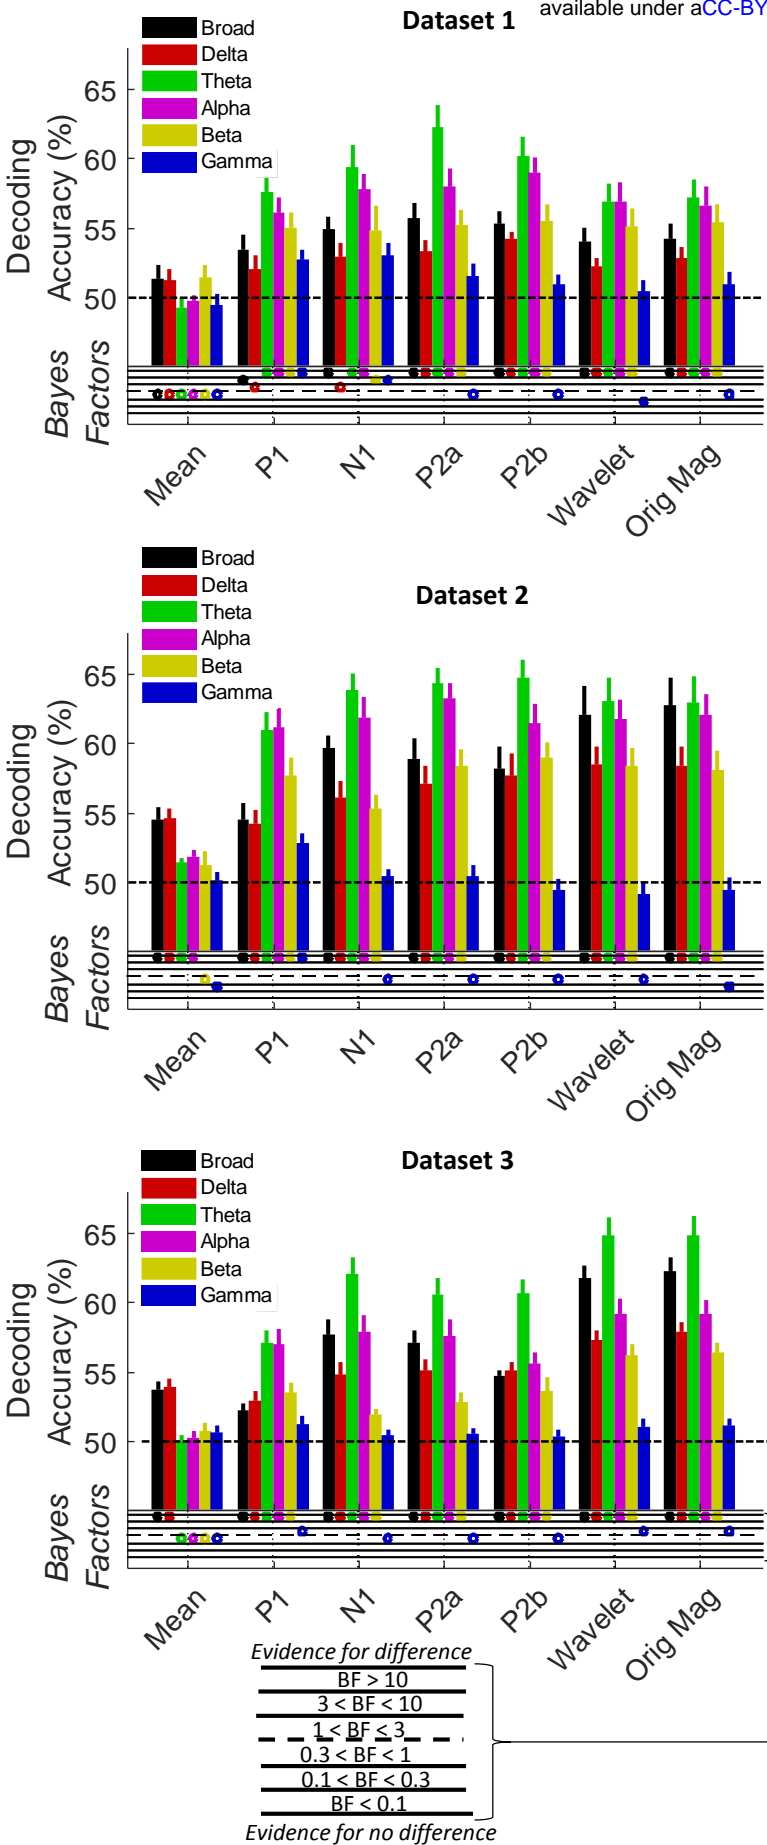 available under aCC-BY
Dataset 1
Broad
Delta
Theta
Alpha
Beta
Gamma
Decoding
Accuracy (%)
65
60
55
50
Bayes
Factors
Mean
P1
N1
P2a
P2b
Wavelet
Orig Mag
Dataset 2
Broad
Delta
Theta
Alpha
Beta
Gamma
Decoding
Accuracy (%)
65
60
55
50
Bayes
Factors
Mean
P1
N1
P2a
P2b
Wavelet
Orig Mag
Dataset 3
Broad
Delta
Theta
Alpha
Beta
Gamma
Decoding
Accuracy (%)
65
60
55
50
Bayes
Factors
Mean
P1
N1
P2a
P2b
Wavelet
Orig Mag
Evidence for difference
BF > 10
3 < BF < 10
1 < BF < 3
0.3 < BF < 1
0.1 < BF < 0.3
BF < 0.1
Evidence for no difference